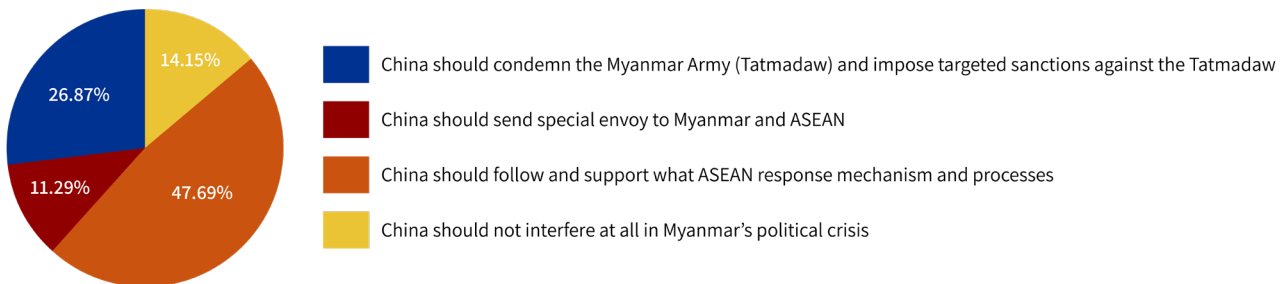 14.15%
26.87%
11.29%
47.69%
China should condemn the Myanmar Army (Tatmadaw) and impose targeted sanctions against the Tatmadaw
China should send special envoy to Myanmar and ASEAN
China should follow and support what ASEAN response mechanism and processes
China should not interfere at all in Myanmar’s political crisis